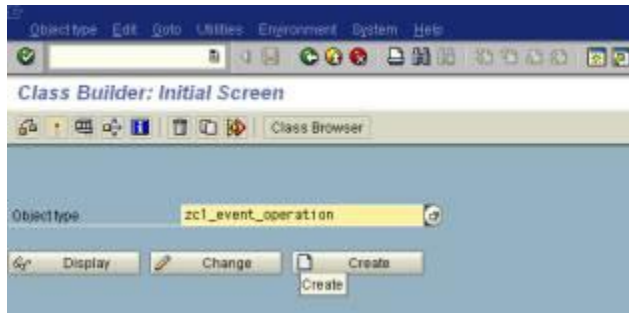 Object type Edit Goto Utilities Environment System Help
Class Builder: Initial Screen
Class Browser
Object type zcl_event_operation
Display Change Create
Create